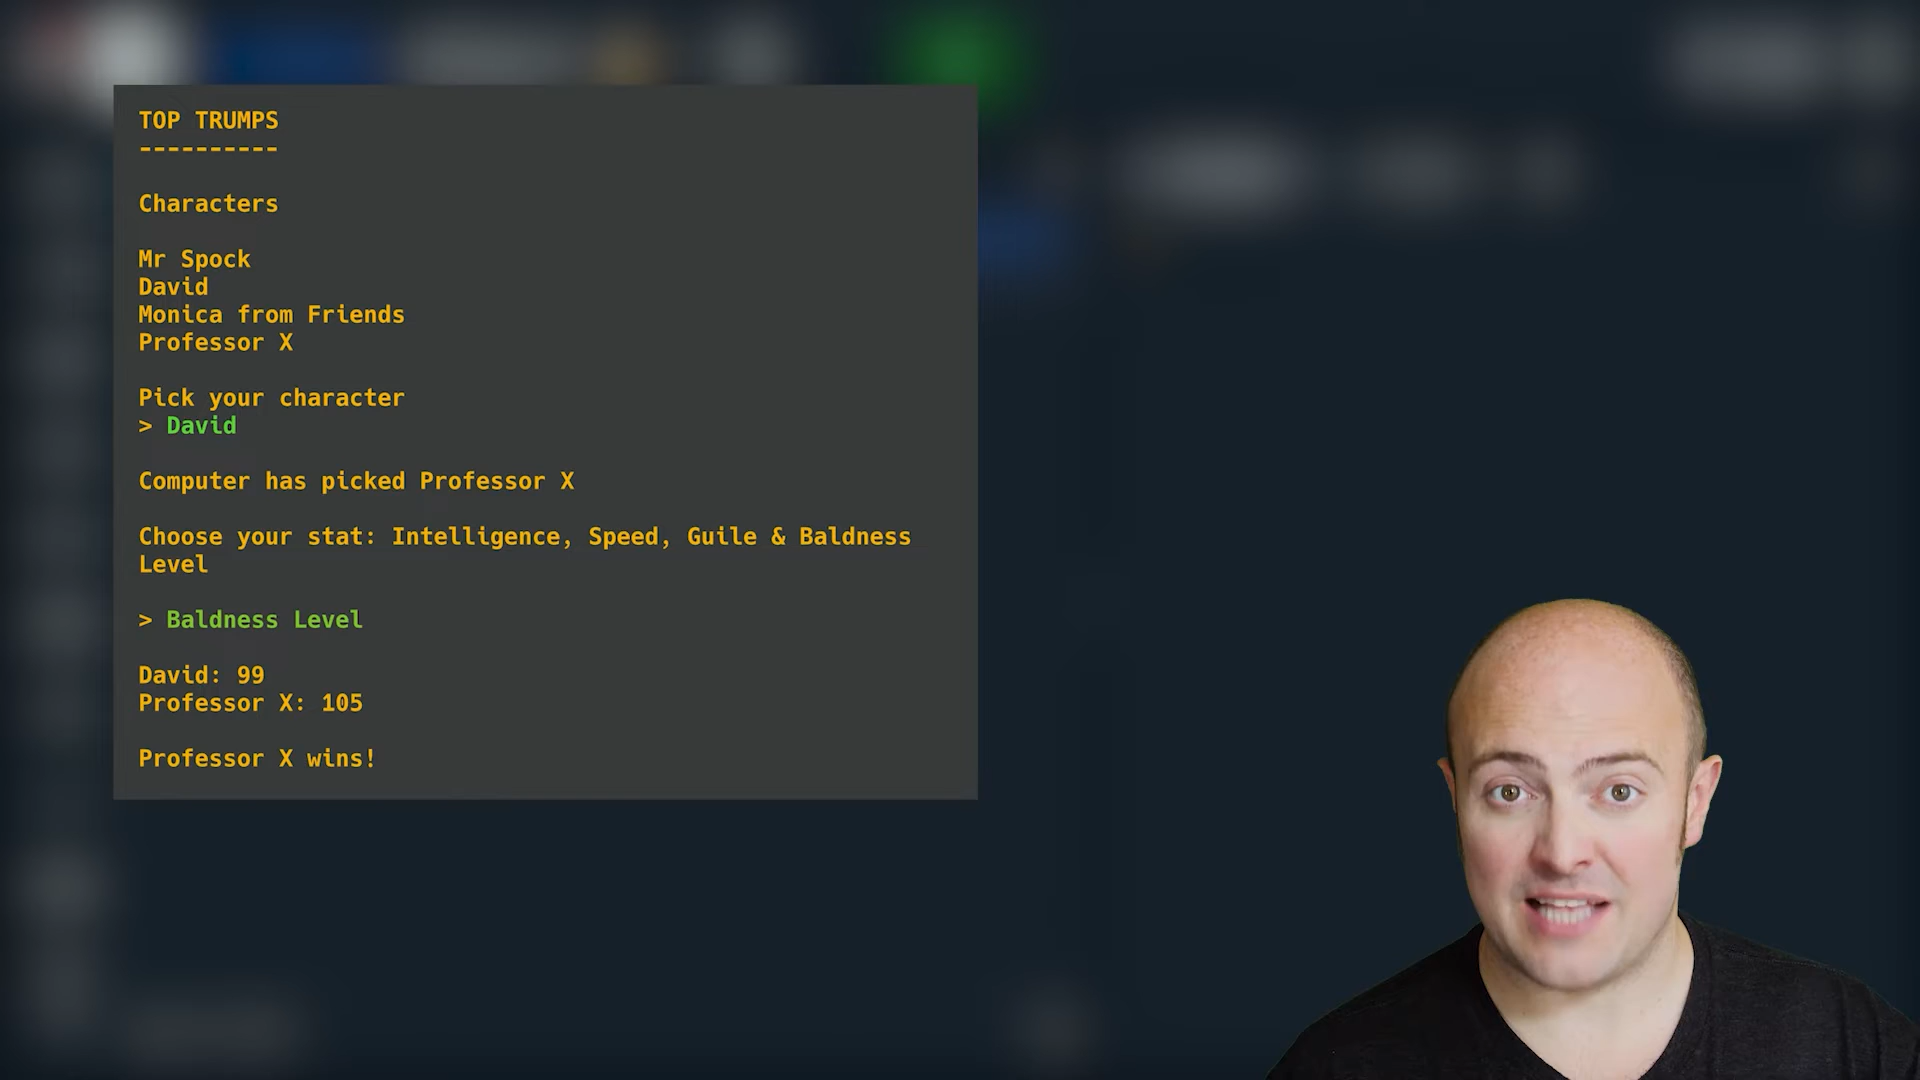 TOP TRUMPS
----------
Characters
Mr Spock
David
Monica from Friends
Professor X
Pick your character
> David
Computer has picked Professor X
Choose your stat: Intelligence, Speed, Guile & Baldness
Level
> Baldness Level
David: 99
Professor X: 105
Professor X wins!